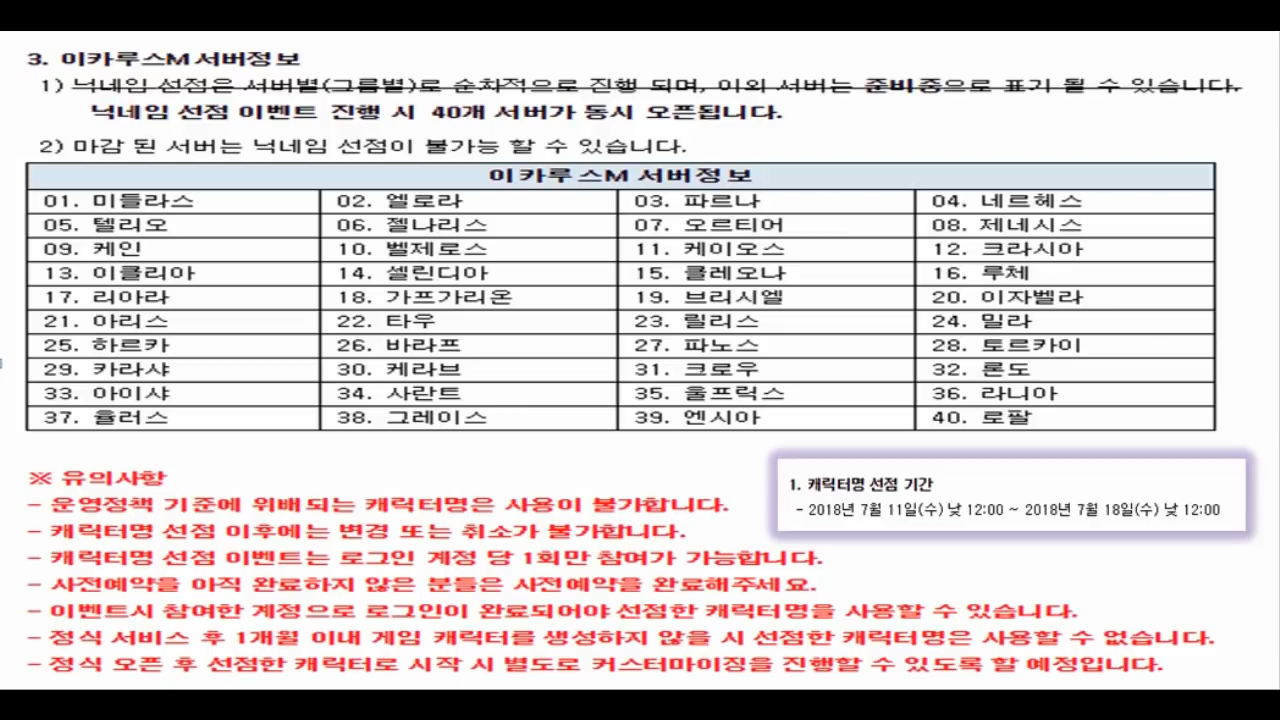 3. 이카루스M 서버정보
1) 닉네임 선점은 서버별(그룹별)로 순차적으로 진행 되며, 이외 서버는 준비중으로 표기 될 수 있습니다.
닉네임 선점 이벤트 진행 시 40개 서버가 동시 오픈됩니다.
2) 마감 된 서버는 닉네임 선점이 불가능 할 수 있습니다.
이카루스M 서버정보
01. 미들라스 02. 엘로라 03. 파르나 04. 네르헤스
05. 텔리오 06. 젤나리스 07. 오르티어 08. 제네시스
09. 케인 10. 벨제로스 11. 케이오스 12. 크라시아
13. 이클리아 14. 셀린디아 15. 클레오나 16. 루체
17. 리아라 18. 가프가리온 19. 브리시엘 20. 이자벨라
21. 아리스 22. 타우 23. 릴리스 24. 밀라
25. 하르카 26. 바라프 27. 파노스 28. 토르카이
29. 카라샤 30. 케라브 31. 크로우 32. 론도
33. 아이샤 34. 사란트 35. 울프릭스 36. 라니아
37. 율러스 38. 그레이스 39. 엔시아 40. 로팔
※ 유의사항
- 운영정책 기준에 위배되는 캐릭터명은 사용이 불가합니다.
- 캐릭터명 선점 이후에는 변경 또는 취소가 불가합니다.
- 캐릭터명 선점 이벤트는 로그인 계정 당 1회만 참여가 가능합니다.
- 사전예약을 아직 완료하지 않은 분들은 사전예약을 완료해주세요.
- 이벤트시 참여한 계정으로 로그인이 완료되어야 선점한 캐릭터명을 사용할 수 있습니다.
- 정식 서비스 후 1개월 이내 게임 캐릭터를 생성하지 않을 시 선점한 캐릭터명은 사용할 수 없습니다.
- 정식 오픈 후 선점한 캐릭터로 시작 시 별도로 커스터마이징을 진행할 수 있도록 할 예정입니다.
1. 캐릭터명 선점 기간
- 2018년 7월 11일(수) 낮 12:00 ~ 2018년 7월 18일(수) 낮 12:00